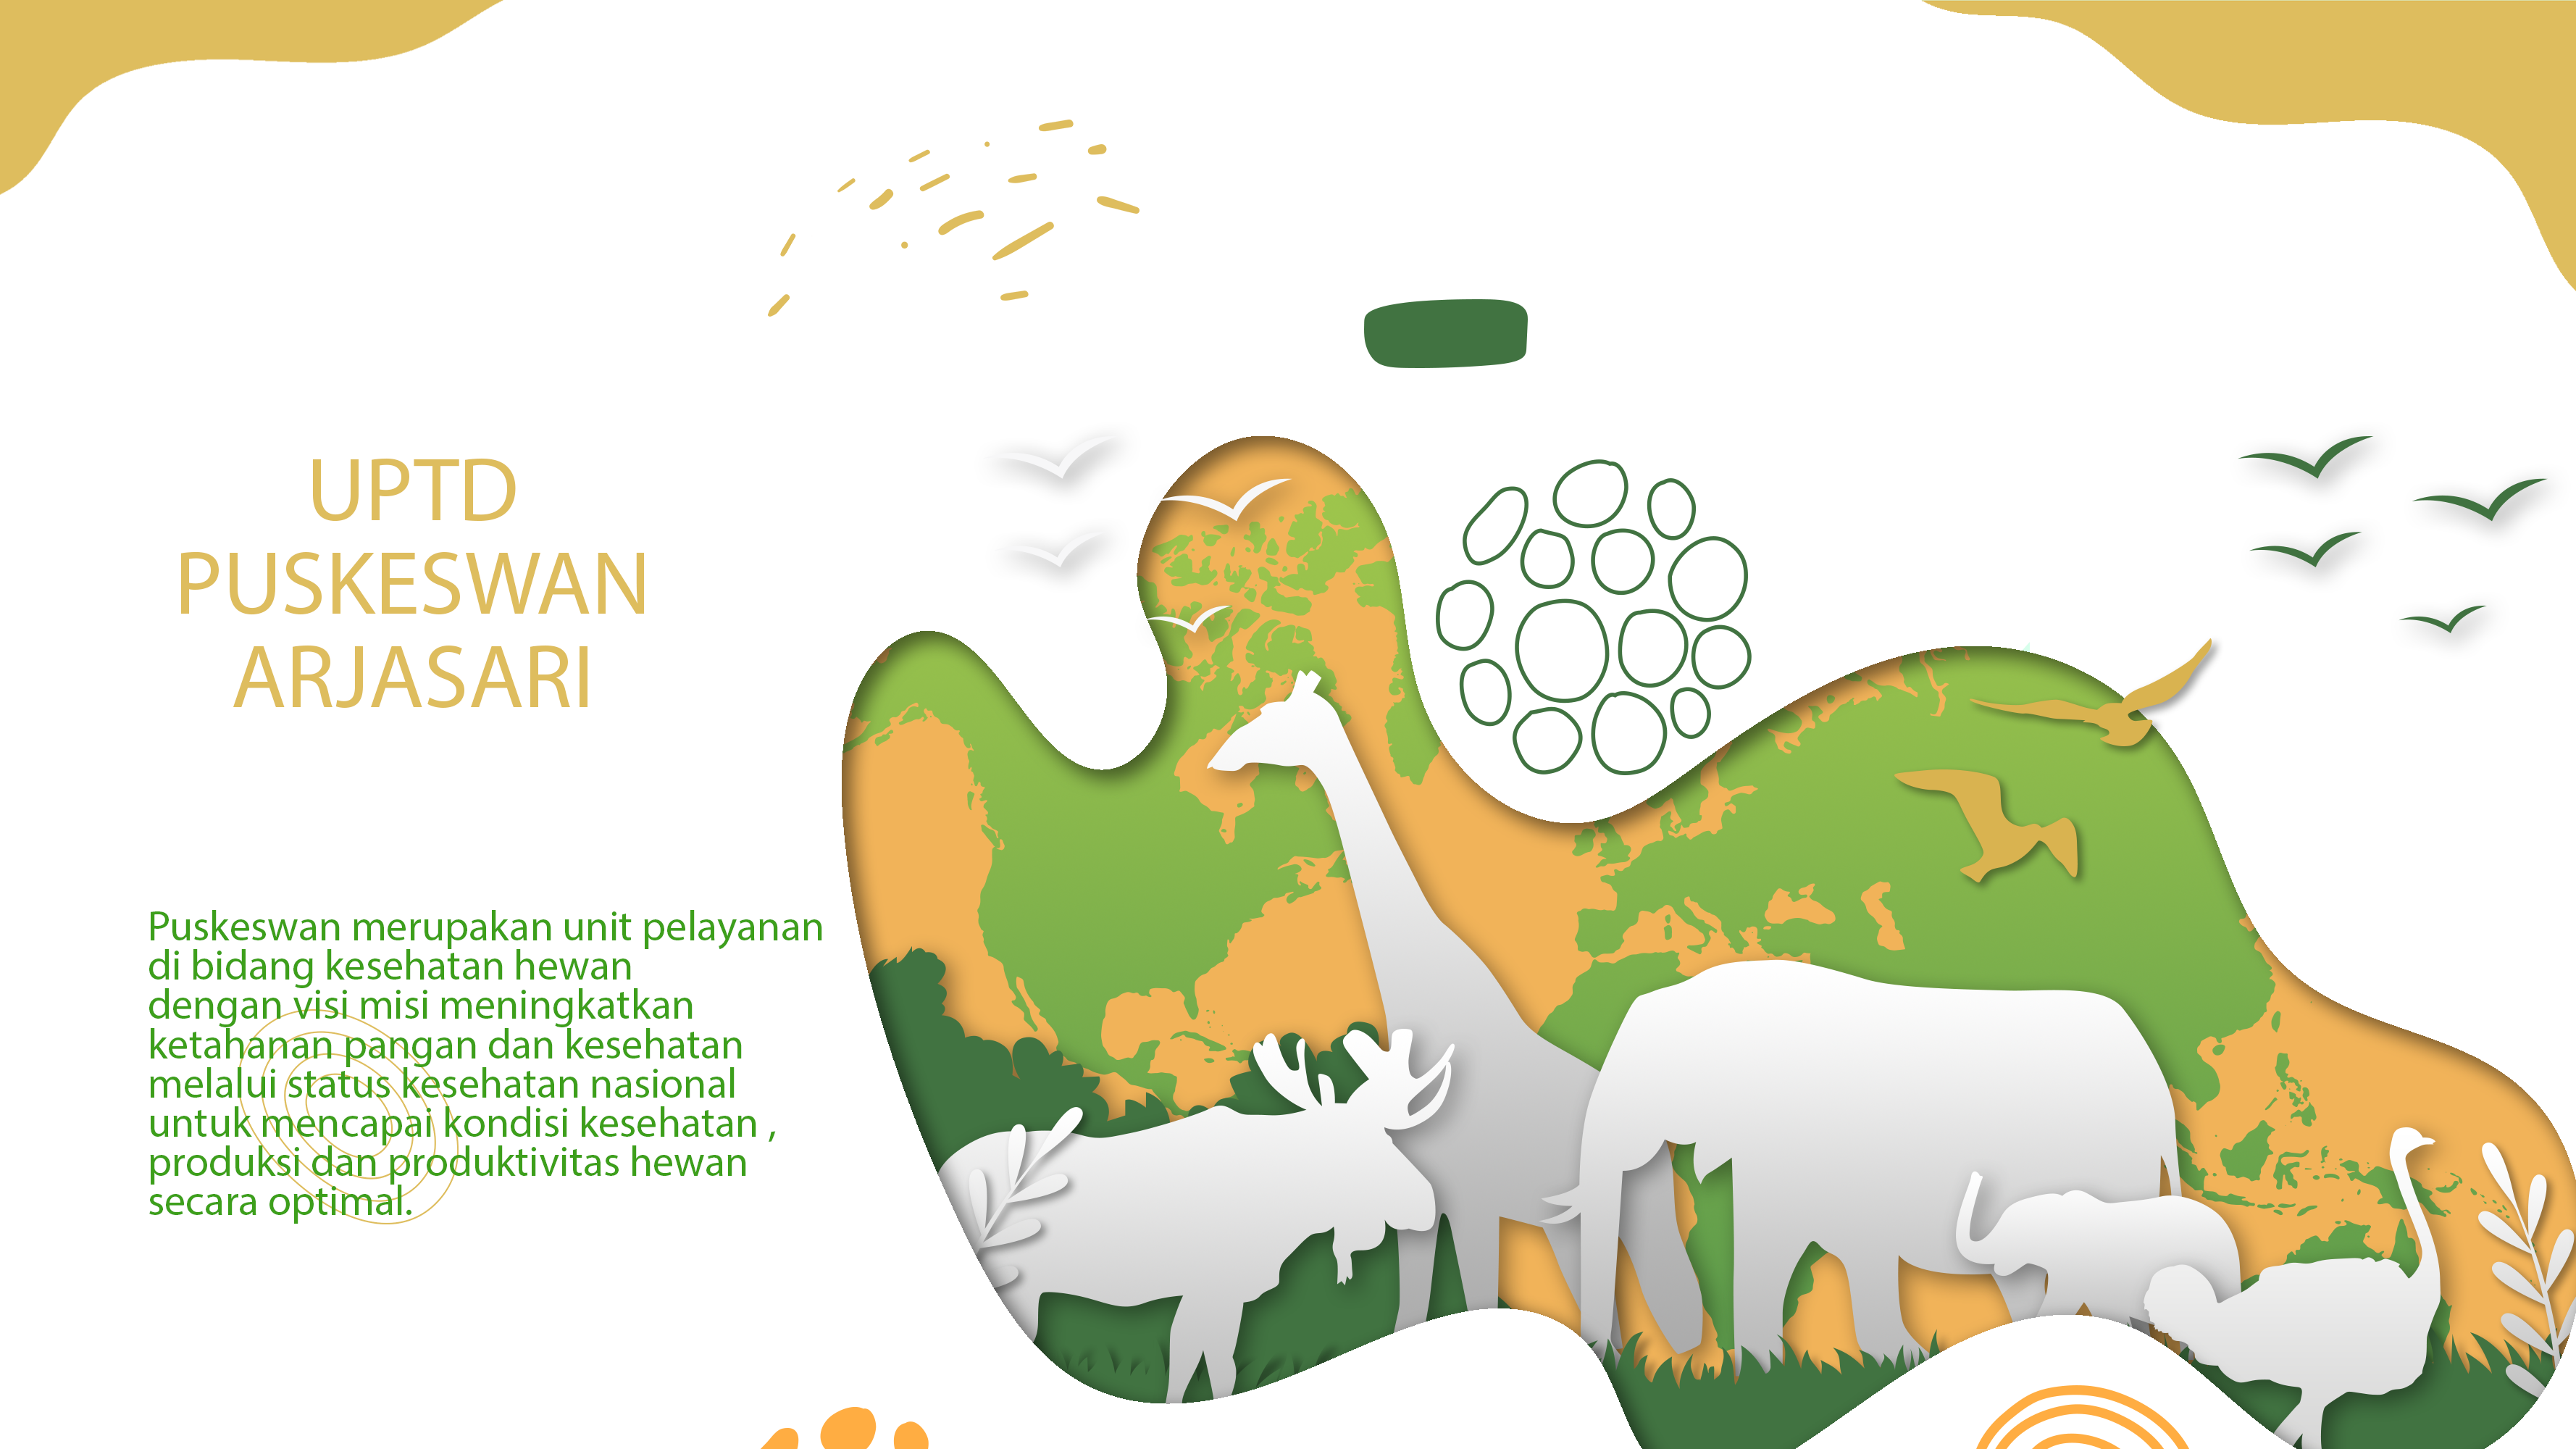 UPTD
PUSKESWAN
ARJASARI
Puskeswan merupakan unit pelayanan
di bidang kesehatan hewan
dengan visi misi meningkatkan
ketahanan pangan dan kesehatan
melalui status kesehatan nasional
untuk mencapai kondisi kesehatan ,
produksi dan produktivitas hewan
secara optimal.